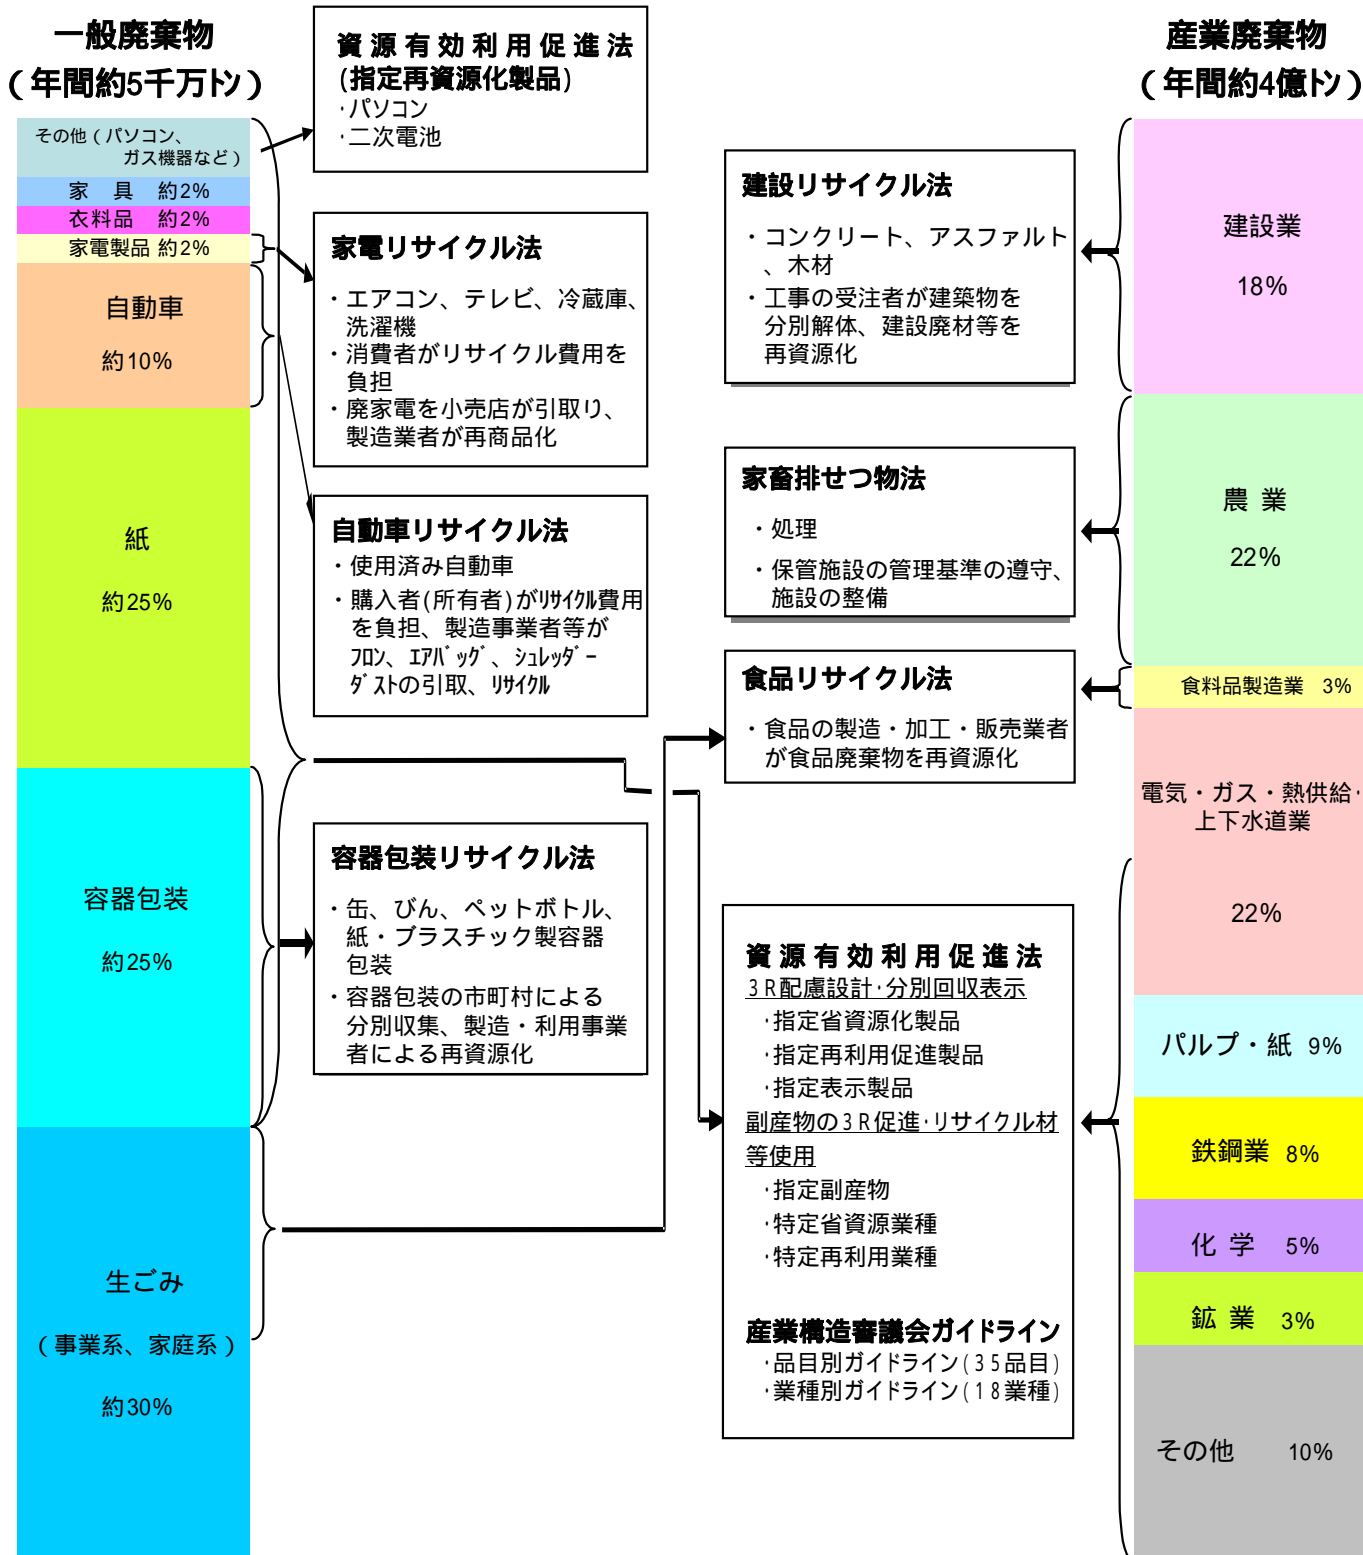 一般廃棄物
（年間約5千万トン）
その他（パソコン、
ガス機器など）
家　具　約2%
衣料品　約2%
家電製品 約2%
自動車
約10%
紙
約25%
容器包装
約25%
生ごみ
（事業系、家庭系）
約30%
資源有効利用促進法
(指定再資源化製品)
･パソコン
･二次電池
家電リサイクル法
・エアコン、テレビ、冷蔵庫、
洗濯機
・消費者がリサイクル費用を
負担
・廃家電を小売店が引取り、
製造業者が再商品化
自動車リサイクル法
・使用済み自動車
・購入者(所有者)がﾘｻｲｸﾙ費用
を負担、製造事業者等が
ﾌﾛﾝ、ｴｱﾊﾞｯｸﾞ、ｼｭﾚｯﾀﾞｰ
ﾀﾞｽﾄの引取、ﾘｻｲｸﾙ
容器包装リサイクル法
・缶、びん、ペットボトル、
紙・プラスチック製容器
包装
・容器包装の市町村による
分別収集、製造・利用事業
者による再資源化
建設リサイクル法
・コンクリート、アスファルト
、木材
・工事の受注者が建築物を
分別解体、建設廃材等を
再資源化
家畜排せつ物法
・処理
・保管施設の管理基準の遵守、
施設の整備
食品リサイクル法
・食品の製造・加工・販売業者
が食品廃棄物を再資源化
資源有効利用促進法
3R配慮設計･分別回収表示
･指定省資源化製品
･指定再利用促進製品
･指定表示製品
副産物の3R促進･リサイクル材
等使用
･指定副産物
･特定省資源業種
･特定再利用業種
産業構造審議会ガイドライン
･品目別ガイドライン(35品目)
･業種別ガイドライン(18業種)
産業廃棄物
（年間約4億トン）
建設業
18%
農 業
22%
食料品製造業　3%
電気・ガス・熱供給･
上下水道業
22%
パルプ・紙 9%
鉄鋼業 8%
化 学　5%
鉱 業　3%
その他　　10%